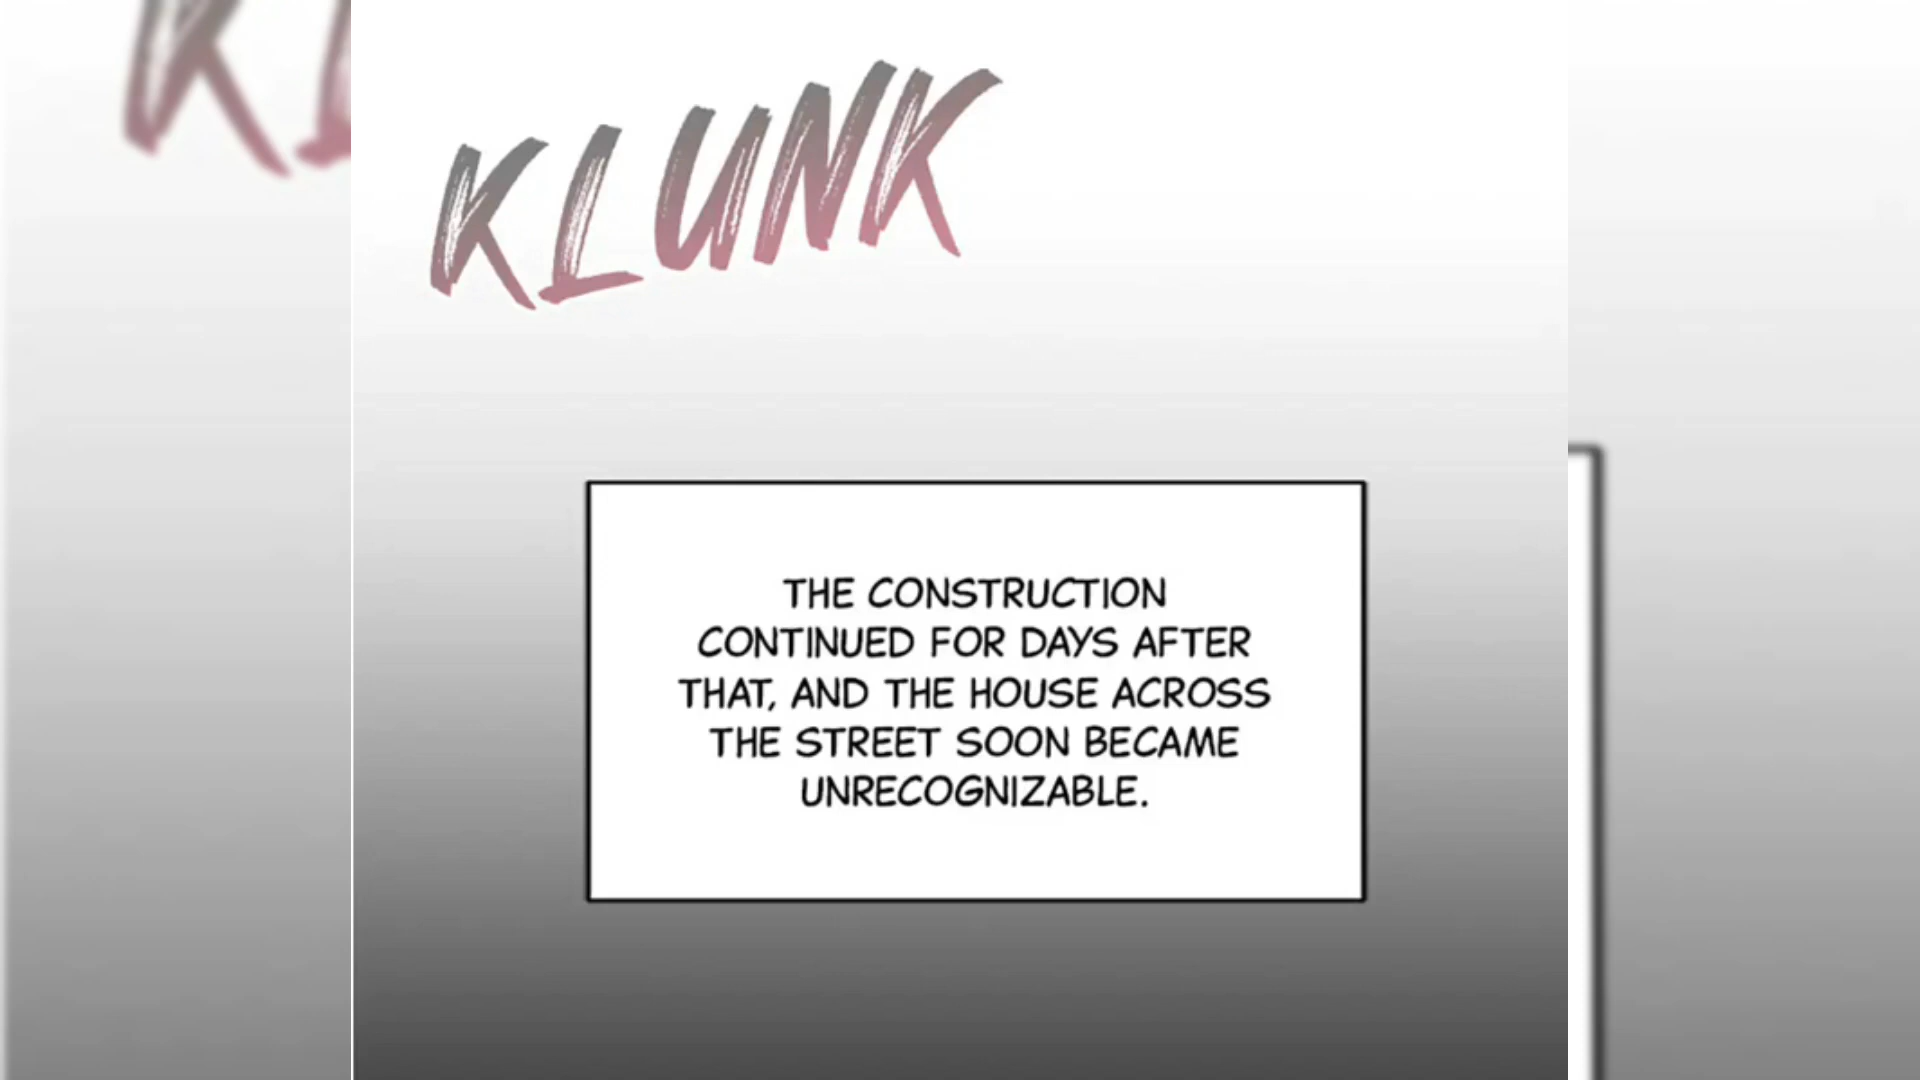 KLUNK
THE CONSTRUCTION
CONTINUED FOR DAYS AFTER
THAT, AND THE HOUSE ACROSS
THE STREET SOON BECAME
UNRECOGNIZABLE.